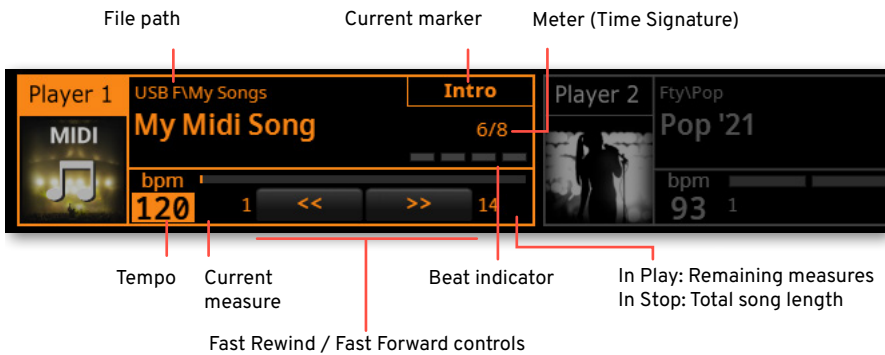 File path
Current marker
Meter (Time Signature)
Player 1
USB F\My Songs
Intro
My Midi Song
6/8
MIDI
bpm
120
1
<<
>>
14
Player 2
Fty\Pop
Pop '21
bpm
93
1
Tempo
Current
measure
Beat indicator
In Play: Remaining measures
In Stop: Total song length
Fast Rewind / Fast Forward controls